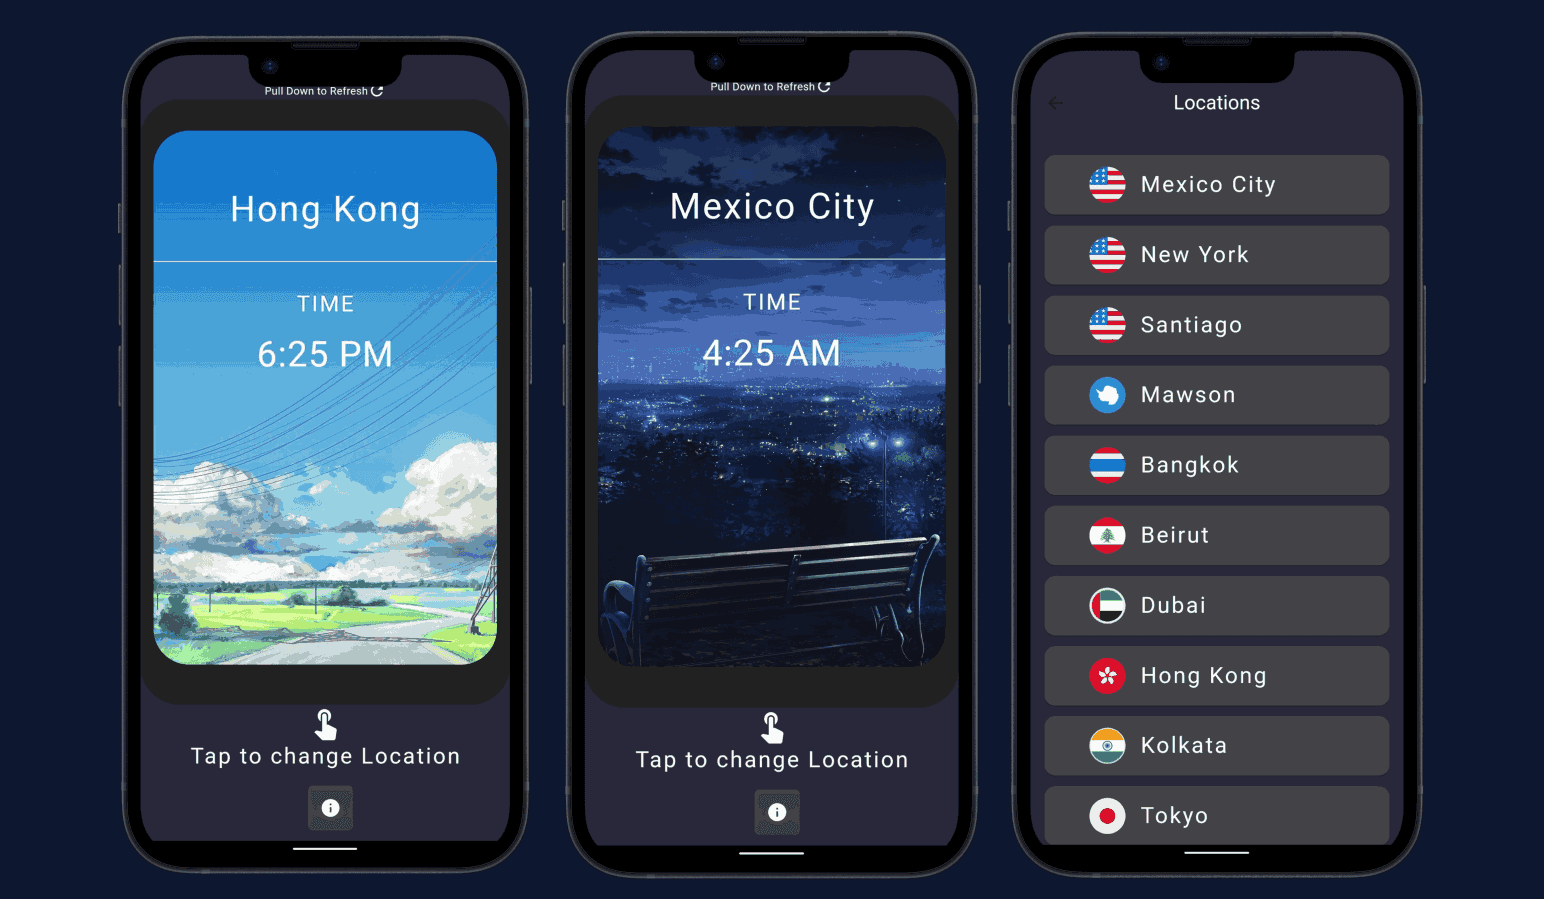 Pull Down to Refresh
Hong Kong
TIME
6:25 PM
Tap to change Location
Pull Down to Refresh
Mexico City
TIME
4:25 AM
Tap to change Location
Locations
Mexico City
New York
Santiago
Mawson
Bangkok
Beirut
Dubai
Hong Kong
Kolkata
Tokyo